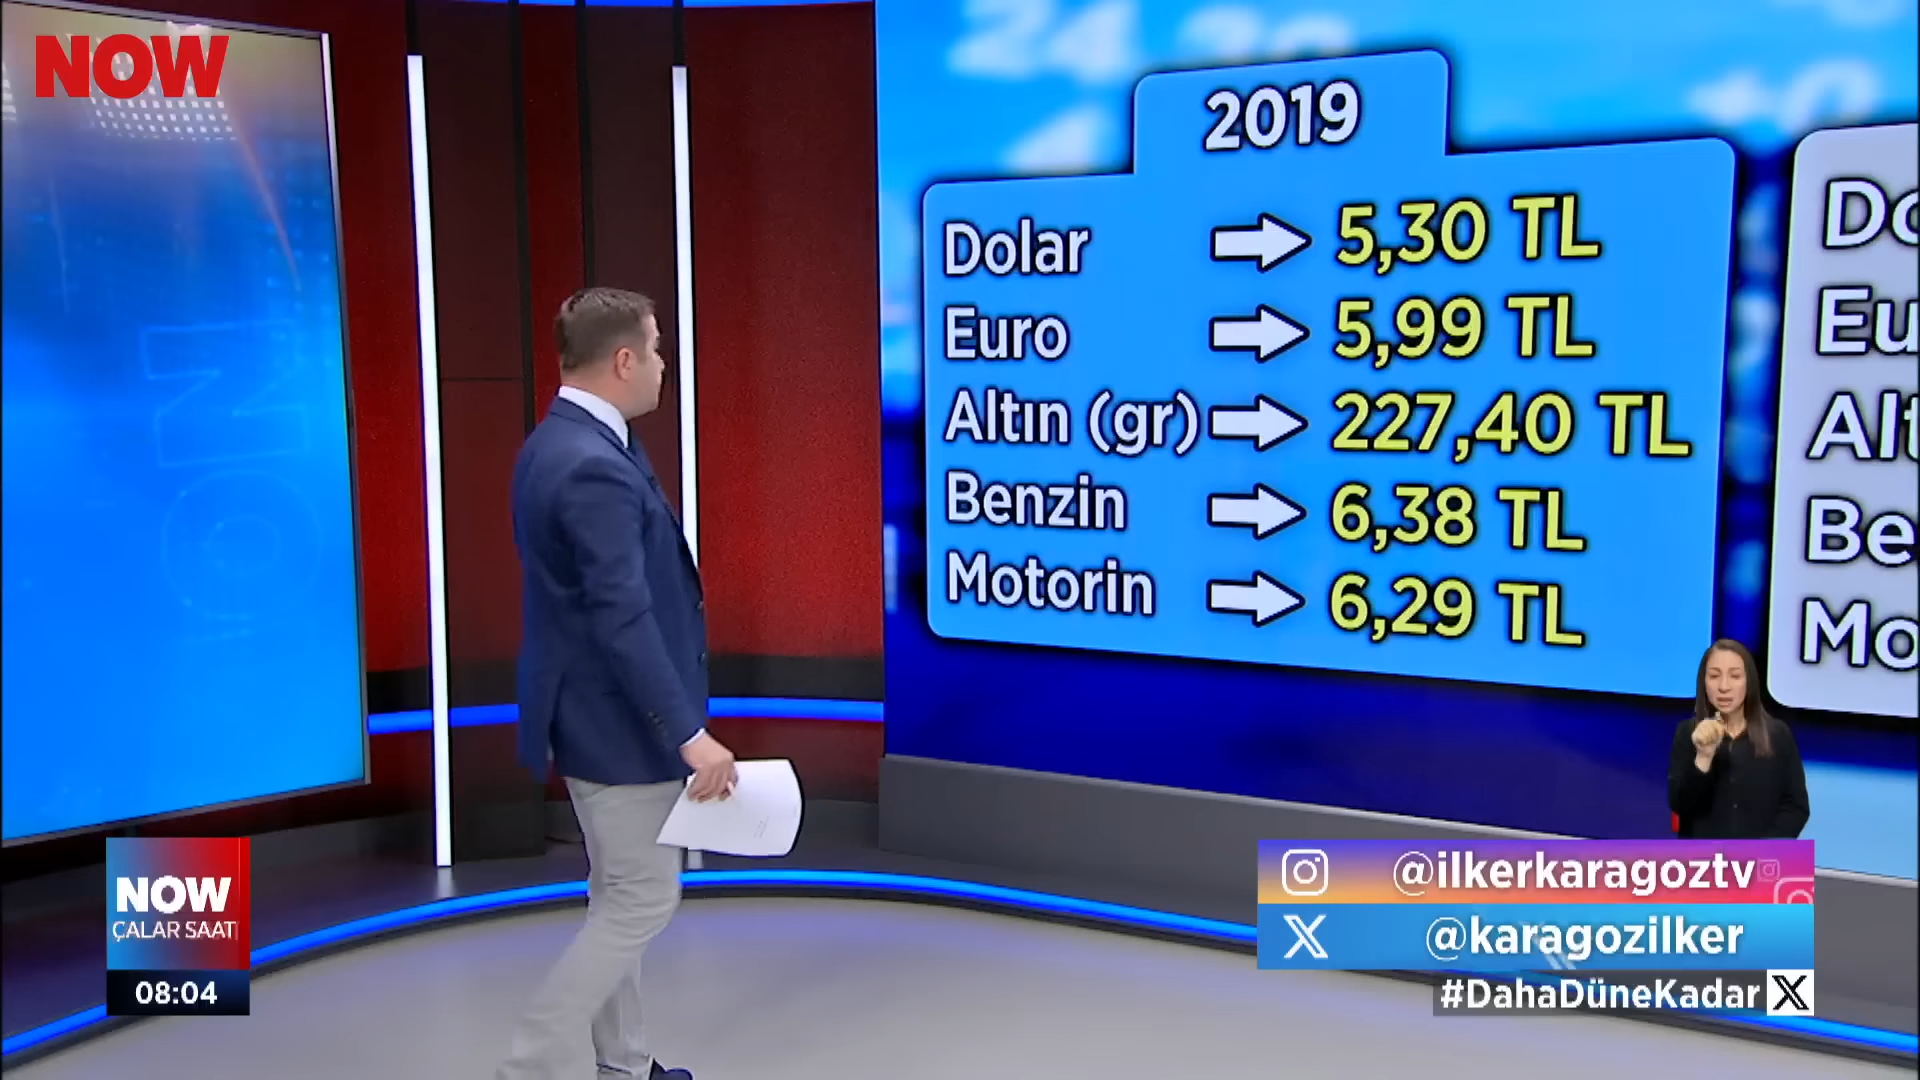 NOW
2019
Dolar 5,30 TL
Euro 5,99 TL
Altın (gr) 227,40 TL
Benzin 6,38 TL
Motorin 6,29 TL
NOW
ÇALAR SAAT
08:04
@ilkerkaragoztv
@karagozilker
#DahaDüneKadar